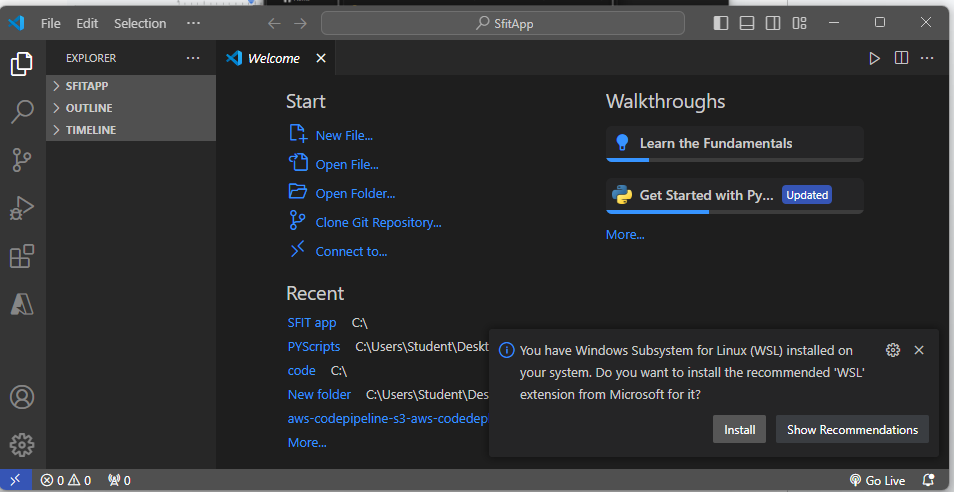 File Edit Selection ···
SfitApp
EXPLORER ···
SFITAPP
OUTLINE
TIMELINE
Welcome
Start
New File...
Open File...
Open Folder...
Clone Git Repository...
Connect to...
Recent
SFIT app C:\
PYScripts C:\Users\Student\Deskt
code C:\
New folder C:\Users\Student\Des
aws-codepipeline-s3-aws-codedep
More...
Walkthroughs
Learn the Fundamentals
Get Started with Py... Updated
More...
You have Windows Subsystem for Linux (WSL) installed on
your system. Do you want to install the recommended 'WSL'
extension from Microsoft for it?
Install Show Recommendations
0 0 0 Go Live